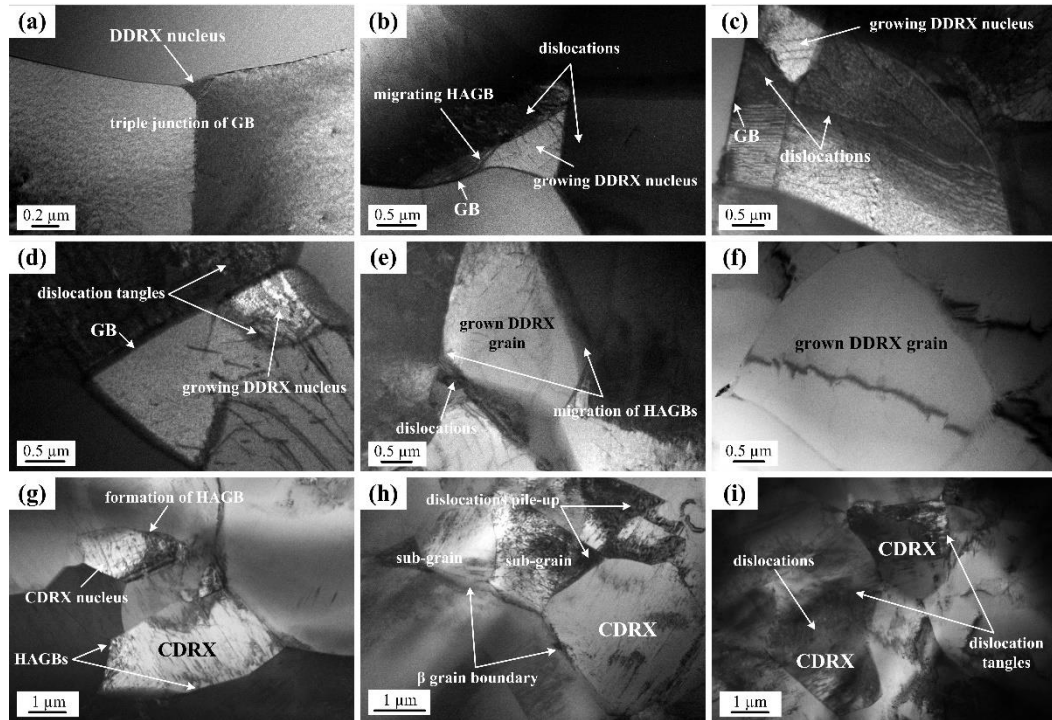 (a)
DDRX nucleus
triple junction of GB
0.2 μm
(b)
dislocations
migrating HAGB
growing DDRX nucleus
GB
0.5 μm
(c)
growing DDRX nucleus
GB
dislocations
0.5 μm
(d)
dislocation tangles
GB
growing DDRX nucleus
0.5 μm
(e)
grown DDRX
grain
migration of HAGBs
dislocations
0.5 μm
(f)
grown DDRX grain
0.5 μm
(g)
formation of HAGB
CDRX nucleus
CDRX
HAGBs
1 μm
(h)
dislocations pile-up
sub-grain
sub-grain
CDRX
β grain boundary
1 μm
(i)
CDRX
dislocations
dislocation
tangles
CDRX
1 μm